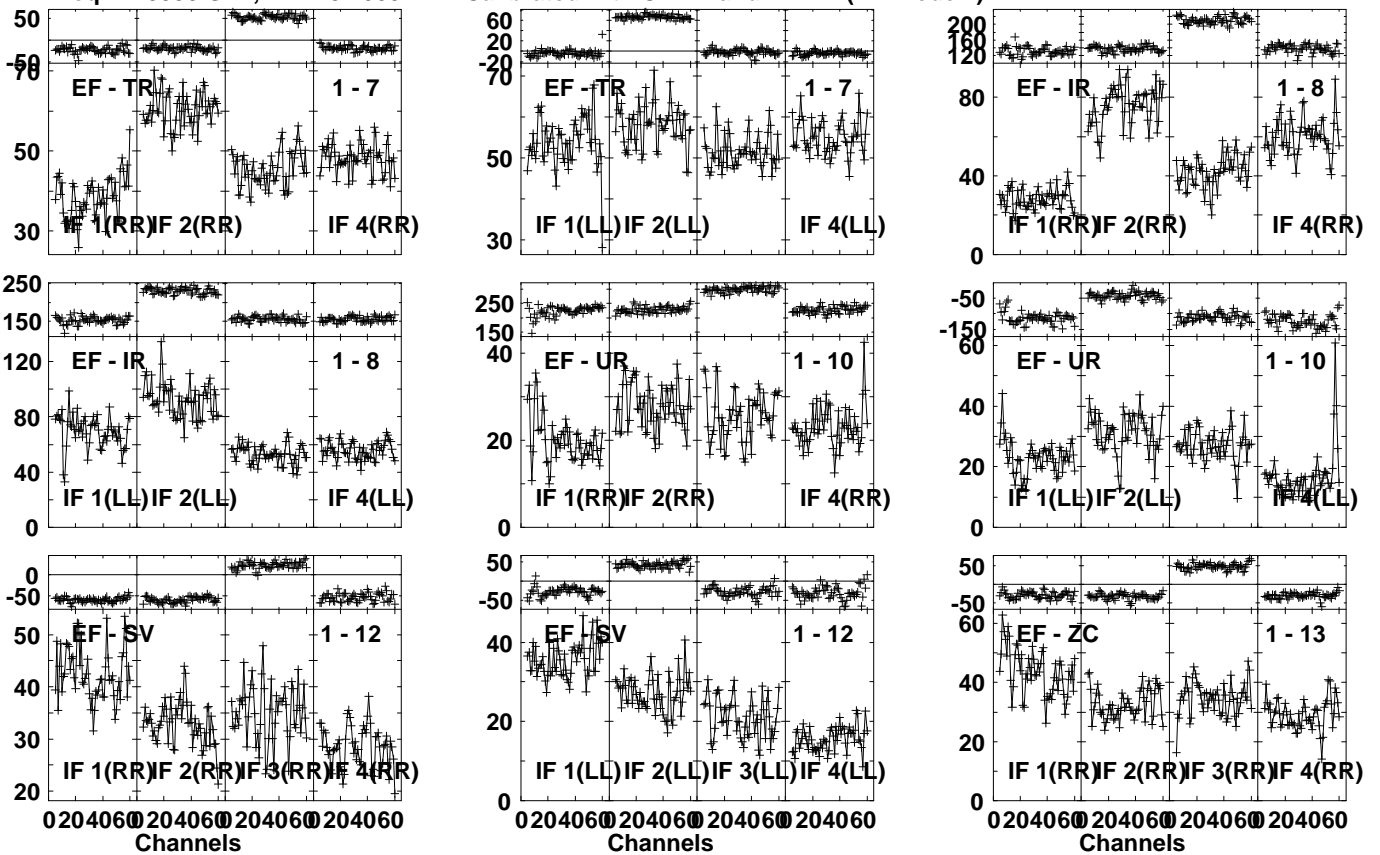 50
-50
70
50
30
EF - TR
1 - 7
IF 1(RR)
IF 2(RR)
IF 4(RR)
60
20
-20
70
50
30
EF - TR
1 - 7
IF 1(LL)
IF 2(LL)
IF 4(LL)
200
160
120
80
40
0
EF - IR
1 - 8
IF 1(RR)
IF 2(RR)
IF 4(RR)
250
150
120
80
40
0
EF - IR
1 - 8
IF 1(LL)
IF 2(LL)
IF 4(LL)
250
150
40
20
0
EF - UR
1 - 10
IF 1(RR)
IF 2(RR)
IF 4(RR)
-50
-150
60
40
20
0
EF - UR
1 - 10
IF 1(LL)
IF 2(LL)
IF 4(LL)
0
-50
50
40
30
20
EF - SV
1 - 12
IF 1(RR)
IF 2(RR)
IF 3(RR)
IF 4(RR)
0 20 40 60 0 20 40 60 0 20 40 60 0 20 40 60
Channels
50
-50
40
20
0
EF - SV
1 - 12
IF 1(LL)
IF 2(LL)
IF 3(LL)
IF 4(LL)
0 20 40 60 0 20 40 60 0 20 40 60 0 20 40 60
Channels
50
-50
60
40
20
0
EF - ZC
1 - 13
IF 1(RR)
IF 2(RR)
IF 3(RR)
IF 4(RR)
0 20 40 60 0 20 40 60 0 20 40 60 0 20 40 60
Channels